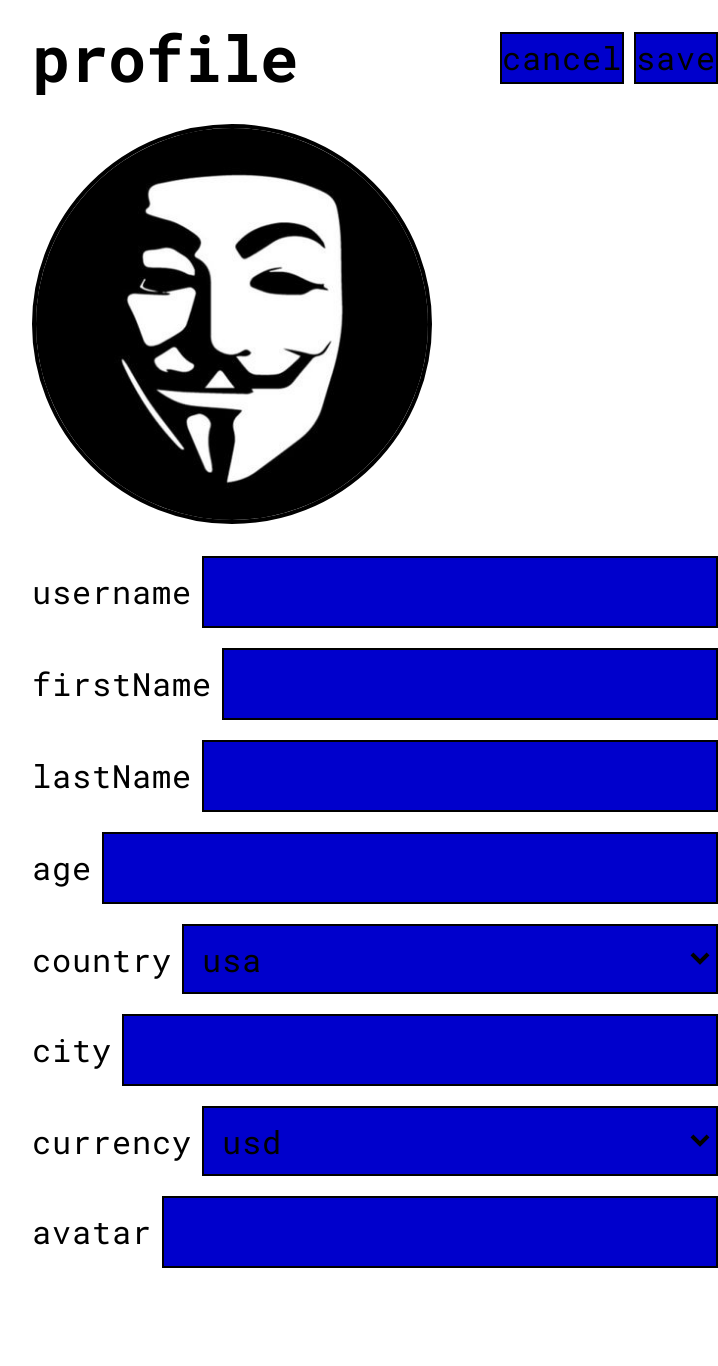 profile cancel save
username
firstName
lastName
age
country usa
city
currency usd
avatar